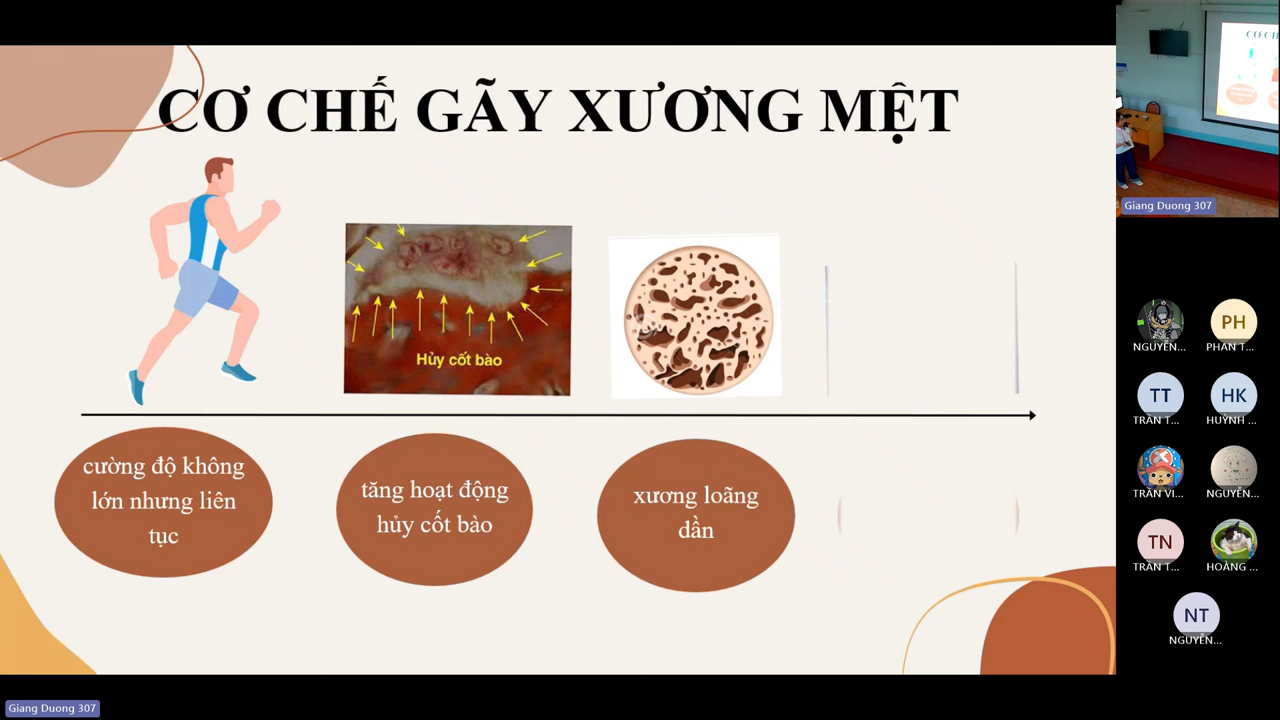 CƠ CHẾ GÃY XƯƠNG MỆT
Hủy cốt bào
cường độ không
lớn nhưng liên
tục
tăng hoạt động
hủy cốt bào
xương loãng
dần
Giang Duong 307
Giang Duong 307
NGUYỄN...
PH
PHAN T...
TT
TRẦN T...
HK
HUỲNH ...
TRẦN VI...
NGUYỄN...
TN
TRẦN T...
HOÀNG ...
NT
NGUYỄN...